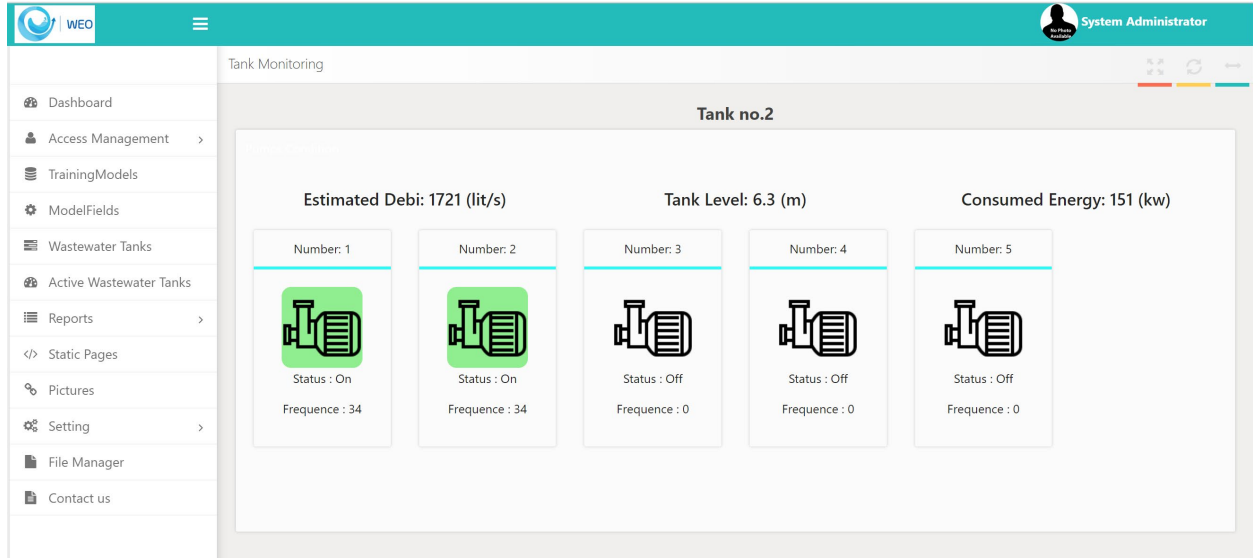 WEO
No Photo
Available
System Administrator
Tank Monitoring
Dashboard
Access Management
TrainingModels
ModelFields
Wastewater Tanks
Active Wastewater Tanks
Reports
Static Pages
Pictures
Setting
File Manager
Contact us
Tank no.2
Estimated Debi: 1721 (lit/s)
Tank Level: 6.3 (m)
Consumed Energy: 151 (kw)
Number: 1
Status : On
Frequence : 34
Number: 2
Status : On
Frequence : 34
Number: 3
Status : Off
Frequence : 0
Number: 4
Status : Off
Frequence : 0
Number: 5
Status : Off
Frequence : 0